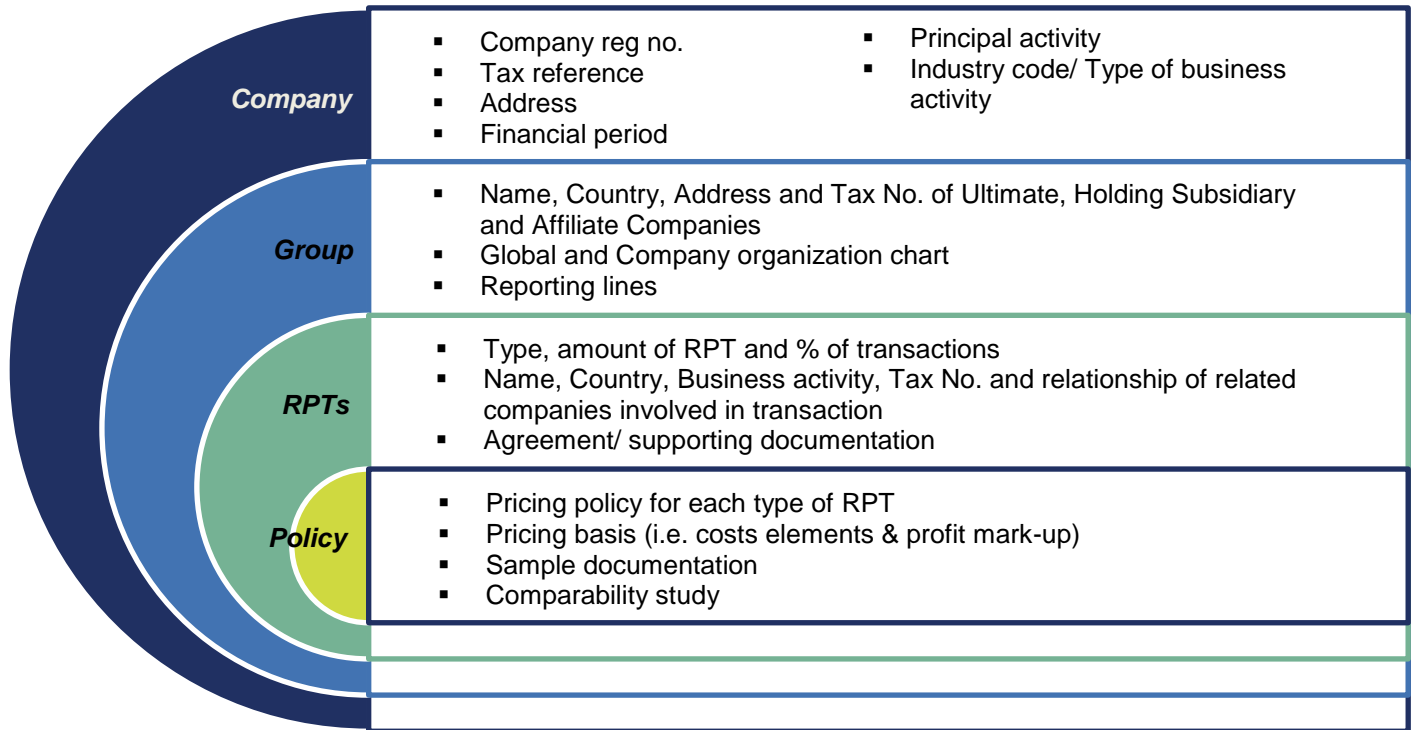 Company
▪ Company reg no.
▪ Tax reference
▪ Address
▪ Financial period
▪ Principal activity
▪ Industry code/ Type of business
activity
Group
▪ Name, Country, Address and Tax No. of Ultimate, Holding Subsidiary
and Affiliate Companies
▪ Global and Company organization chart
▪ Reporting lines
RPTs
▪ Type, amount of RPT and % of transactions
▪ Name, Country, Business activity, Tax No. and relationship of related
companies involved in transaction
▪ Agreement/ supporting documentation
Policy
▪ Pricing policy for each type of RPT
▪ Pricing basis (i.e. costs elements & profit mark-up)
▪ Sample documentation
▪ Comparability study